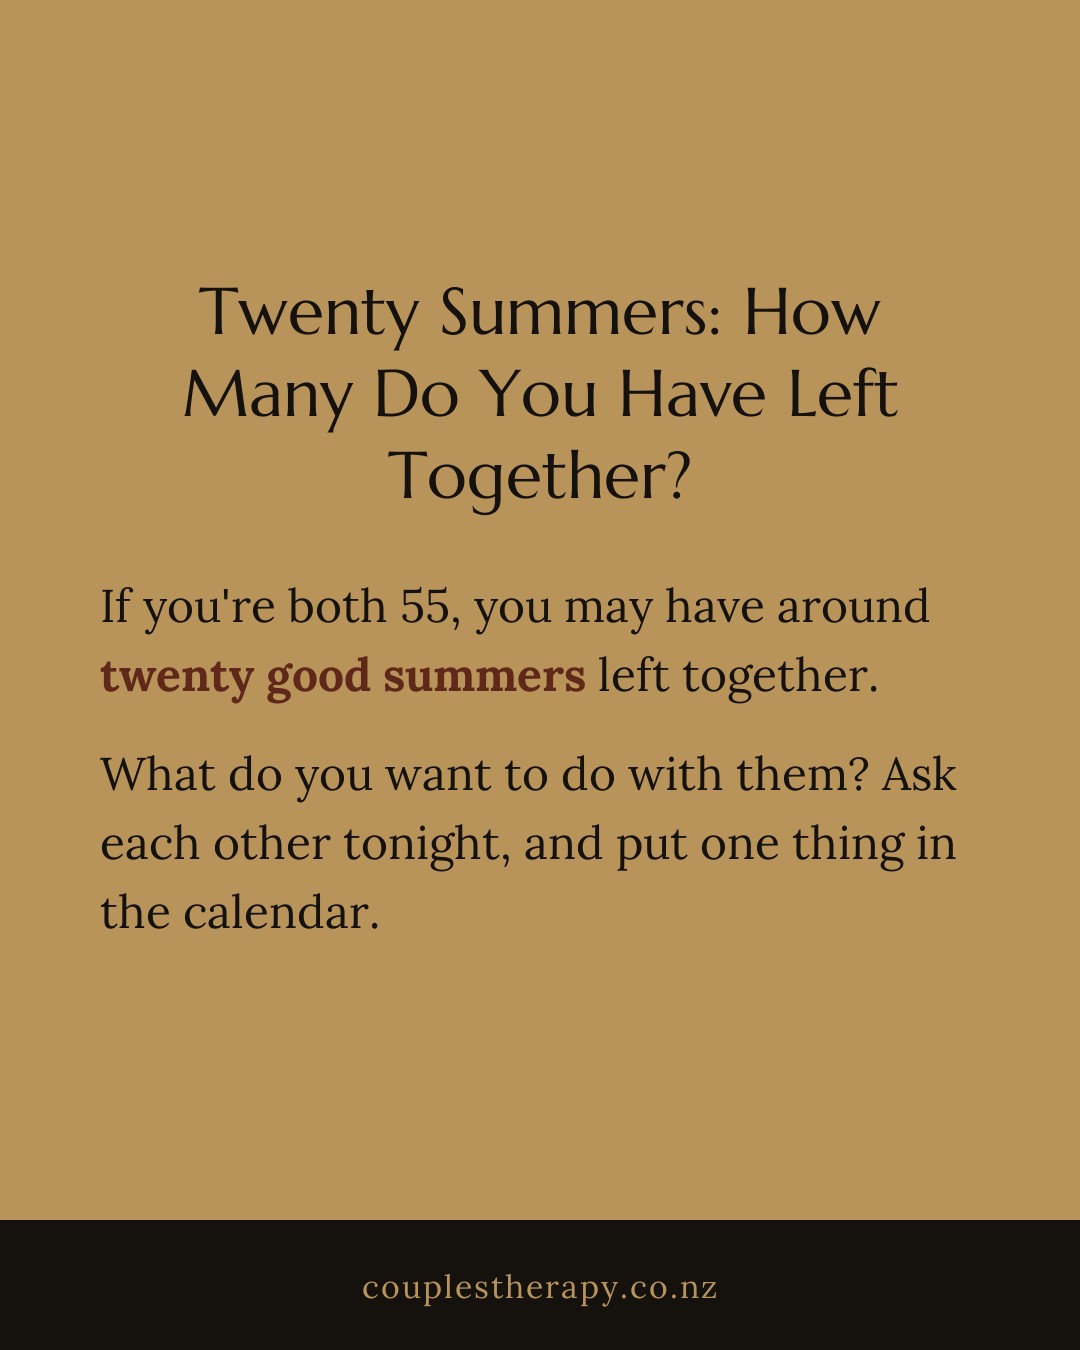 Twenty Summers: How
Many Do You Have Left
Together?
If you're both 55, you may have around
twenty good summers left together.
What do you want to do with them? Ask
each other tonight, and put one thing in
the calendar.
couplestherapy.co.nz